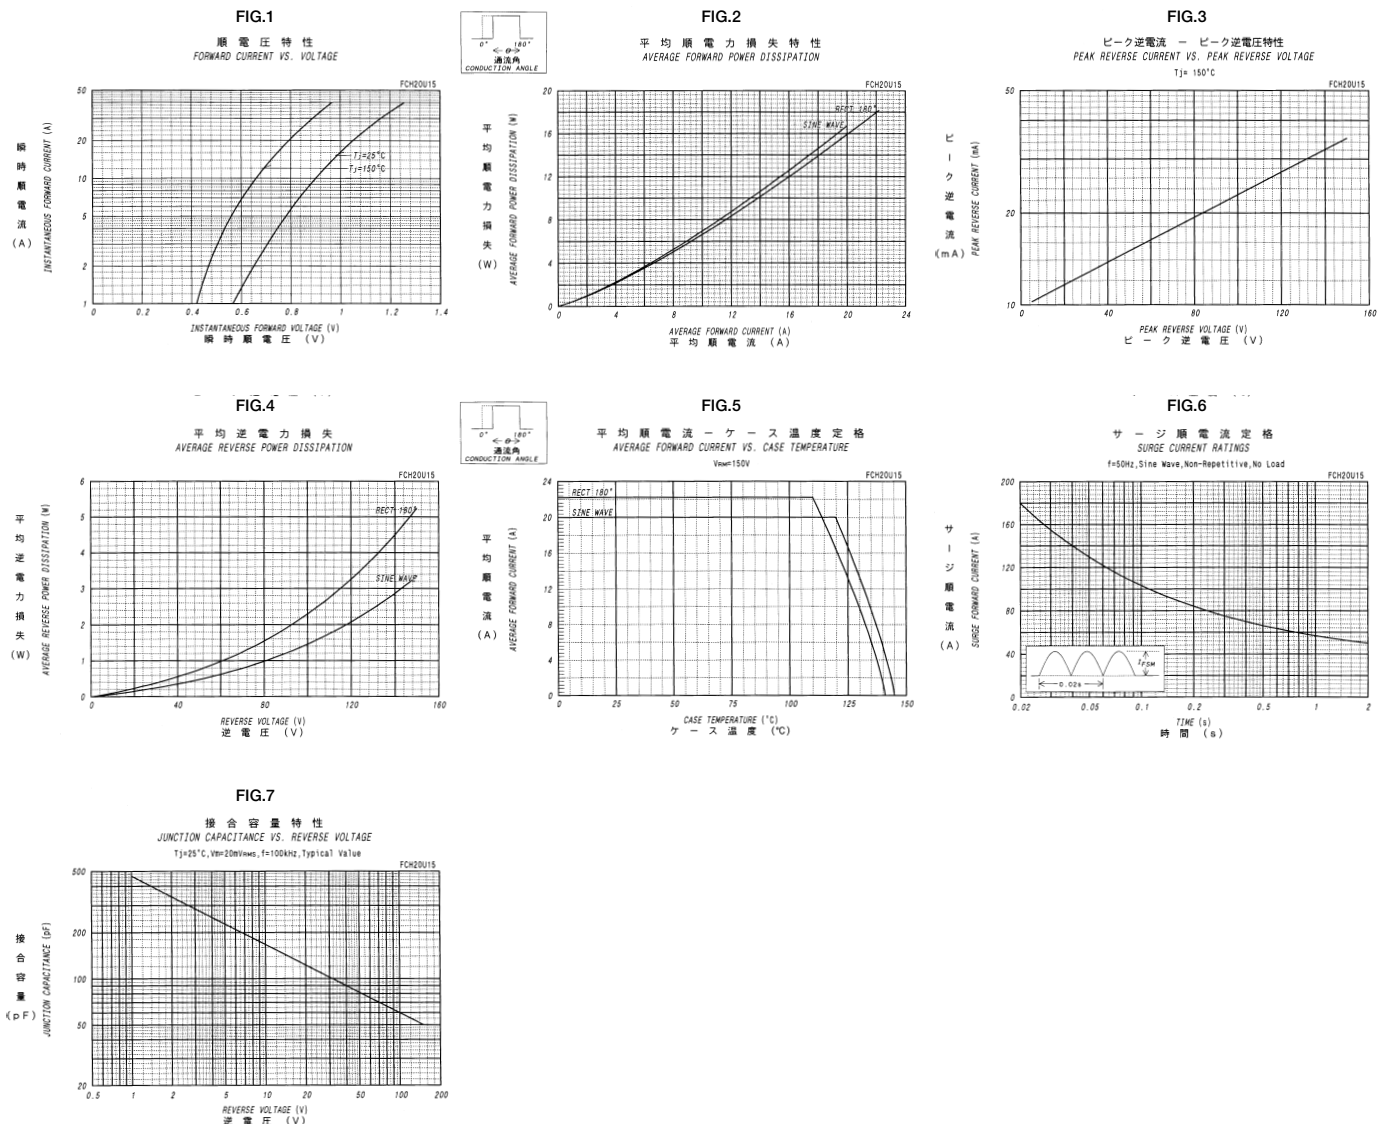 FIG.1
順電圧特性
FORWARD CURRENT VS. VOLTAGE
FCH20U15
瞬時順電流 (A)
INSTANTANEOUS FORWARD CURRENT (A)
50
20
10
5
2
1
Tj=25°C
Tj=150°C
0 0.2 0.4 0.6 0.8 1 1.2 1.4
INSTANTANEOUS FORWARD VOLTAGE (V)
瞬時順電圧 (V)
0° 180°
θ
通流角
CONDUCTION ANGLE
FIG.2
平均順電力損失特性
AVERAGE FORWARD POWER DISSIPATION
FCH20U15
平均順電力損失 (W)
AVERAGE FORWARD POWER DISSIPATION (W)
20
16
12
8
4
0
RECT 180°
SINE WAVE
0 4 8 12 16 20 24
AVERAGE FORWARD CURRENT (A)
平均順電流 (A)
FIG.3
ピーク逆電流 − ピーク逆電圧特性
PEAK REVERSE CURRENT VS. PEAK REVERSE VOLTAGE
Tj= 150°C
FCH20U15
ピーク逆電流 (mA)
PEAK REVERSE CURRENT (mA)
50
20
10
0 40 80 120 160
PEAK REVERSE VOLTAGE (V)
ピーク逆電圧 (V)
FIG.4
平均逆電力損失
AVERAGE REVERSE POWER DISSIPATION
FCH20U15
平均逆電力損失 (W)
AVERAGE REVERSE POWER DISSIPATION (W)
6
5
4
3
2
1
0
RECT 180°
SINE WAVE
0 40 80 120 160
REVERSE VOLTAGE (V)
逆電圧 (V)
0° 180°
θ
通流角
CONDUCTION ANGLE
FIG.5
平均順電流−ケース温度定格
AVERAGE FORWARD CURRENT VS. CASE TEMPERATURE
VRM=150V
FCH20U15
平均順電流 (A)
AVERAGE FORWARD CURRENT (A)
24
20
16
12
8
4
0
RECT 180°
SINE WAVE
0 25 50 75 100 125 150
CASE TEMPERATURE (°C)
ケース温度 (℃)
FIG.6
サージ順電流定格
SURGE CURRENT RATINGS
f=50Hz,Sine Wave,Non-Repetitive,No Load
FCH20U15
サージ順電流 (A)
SURGE FORWARD CURRENT (A)
200
160
120
80
40
0
IFSM
0.02s
0.02 0.05 0.1 0.2 0.5 1 2
TIME (s)
時間 (s)
FIG.7
接合容量特性
JUNCTION CAPACITANCE VS. REVERSE VOLTAGE
Tj=25°C,Vm=20mVRMS,f=100kHz,Typical Value
FCH20U15
接合容量 (pF)
JUNCTION CAPACITANCE (pF)
500
200
100
50
20
0.5 1 2 5 10 20 50 100 200
REVERSE VOLTAGE (V)
逆電圧 (V)